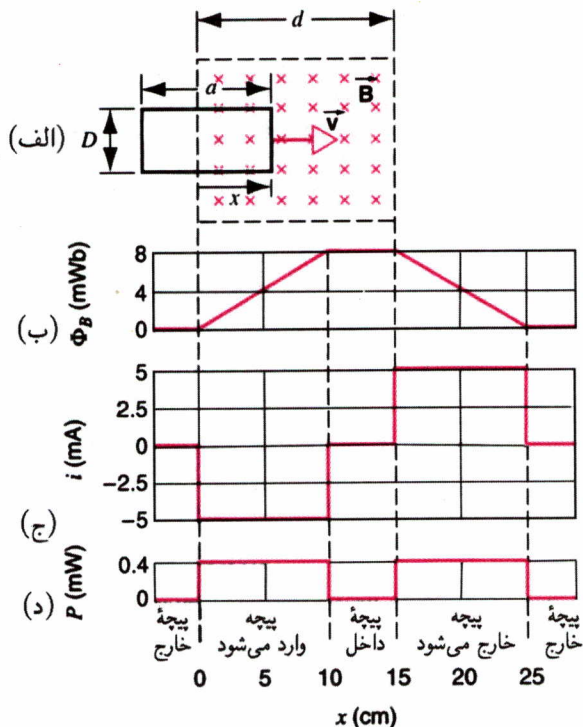 d
a
B
v
(الف)
D
x
8
4
0
Φ_B (mWb)
(ب)
5
2.5
0
−2.5
−5
i (mA)
(ج)
0.4
0
P (mW)
(د)
پیچهٔ خارج
پیچه وارد می‌شود
پیچهٔ داخل
پیچه خارج می‌شود
پیچهٔ خارج
0 5 10 15 20 25
x (cm)